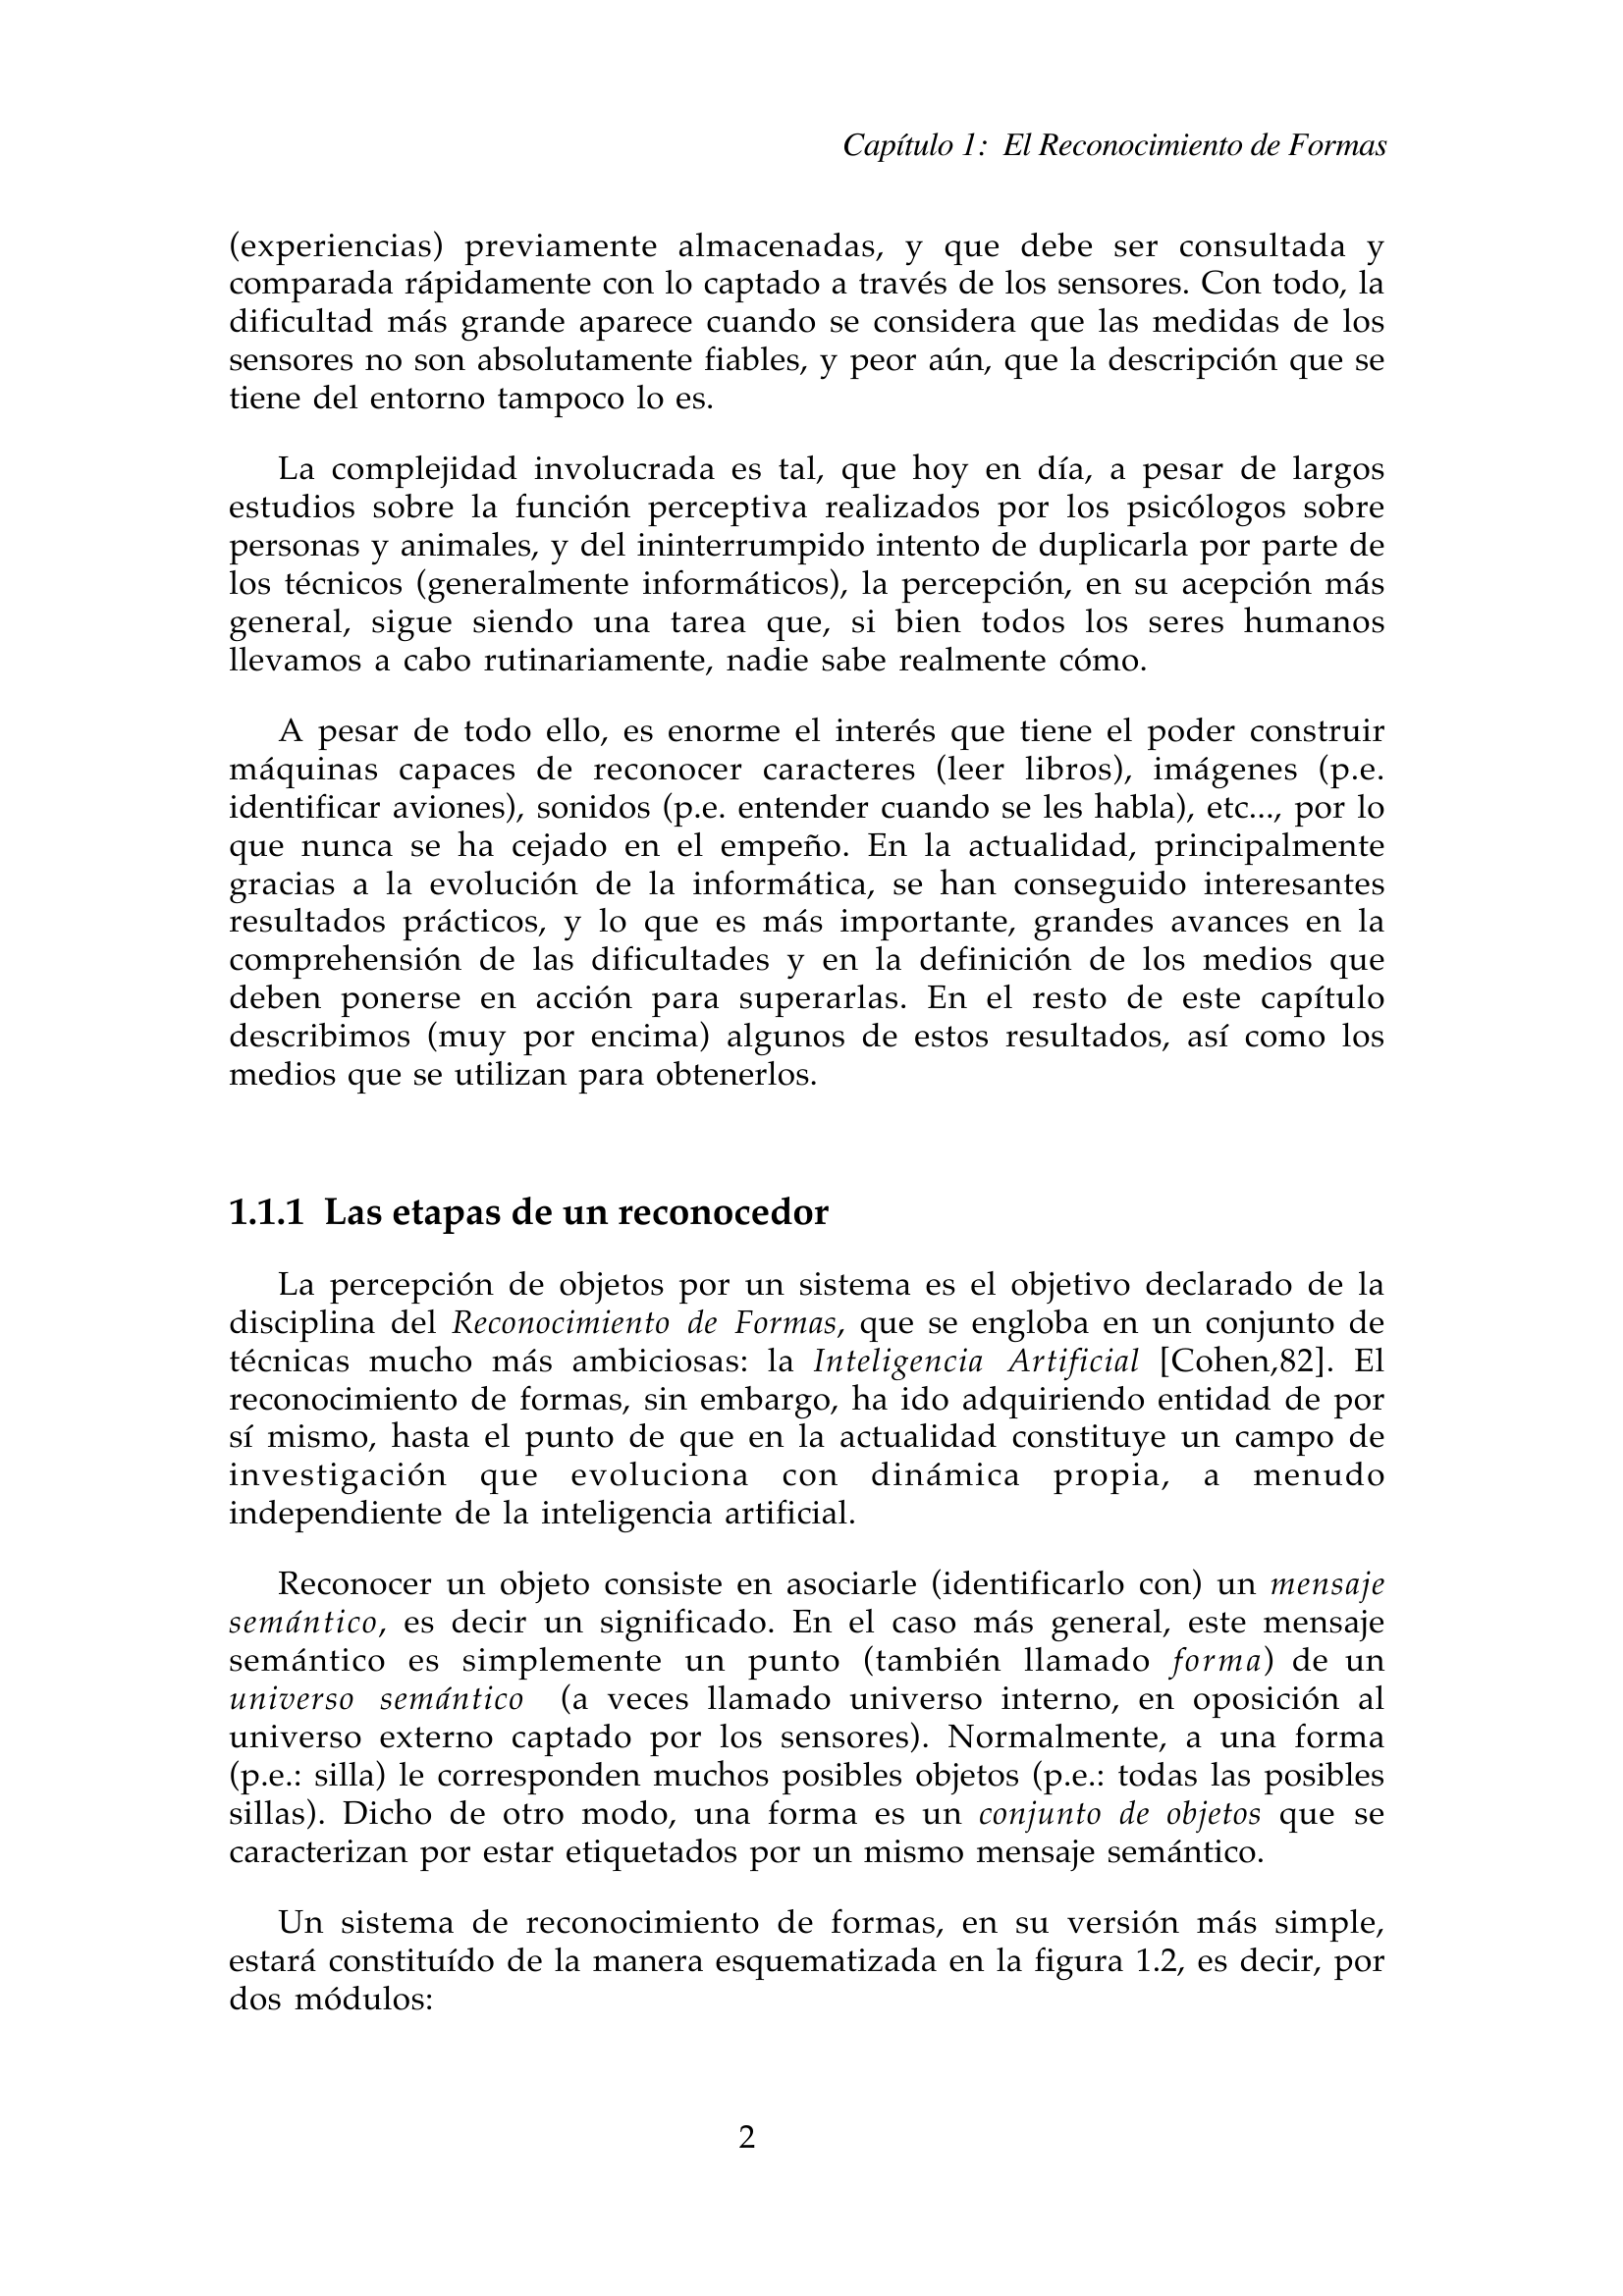 Capítulo 1: El Reconocimiento de Formas
(experiencias) previamente almacenadas, y que debe ser consultada y
comparada rápidamente con lo captado a través de los sensores. Con todo, la
dificultad más grande aparece cuando se considera que las medidas de los
sensores no son absolutamente fiables, y peor aún, que la descripción que se
tiene del entorno tampoco lo es.
La complejidad involucrada es tal, que hoy en día, a pesar de largos
estudios sobre la función perceptiva realizados por los psicólogos sobre
personas y animales, y del ininterrumpido intento de duplicarla por parte de
los técnicos (generalmente informáticos), la percepción, en su acepción más
general, sigue siendo una tarea que, si bien todos los seres humanos
llevamos a cabo rutinariamente, nadie sabe realmente cómo.
A pesar de todo ello, es enorme el interés que tiene el poder construir
máquinas capaces de reconocer caracteres (leer libros), imágenes (p.e.
identificar aviones), sonidos (p.e. entender cuando se les habla), etc..., por lo
que nunca se ha cejado en el empeño. En la actualidad, principalmente
gracias a la evolución de la informática, se han conseguido interesantes
resultados prácticos, y lo que es más importante, grandes avances en la
comprehensión de las dificultades y en la definición de los medios que
deben ponerse en acción para superarlas. En el resto de este capítulo
describimos (muy por encima) algunos de estos resultados, así como los
medios que se utilizan para obtenerlos.
1.1.1 Las etapas de un reconocedor
La percepción de objetos por un sistema es el objetivo declarado de la
disciplina del Reconocimiento de Formas, que se engloba en un conjunto de
técnicas mucho más ambiciosas: la Inteligencia Artificial [Cohen,82]. El
reconocimiento de formas, sin embargo, ha ido adquiriendo entidad de por
sí mismo, hasta el punto de que en la actualidad constituye un campo de
investigación que evoluciona con dinámica propia, a menudo
independiente de la inteligencia artificial.
Reconocer un objeto consiste en asociarle (identificarlo con) un mensaje
semántico, es decir un significado. En el caso más general, este mensaje
semántico es simplemente un punto (también llamado forma) de un
universo semántico (a veces llamado universo interno, en oposición al
universo externo captado por los sensores). Normalmente, a una forma
(p.e.: silla) le corresponden muchos posibles objetos (p.e.: todas las posibles
sillas). Dicho de otro modo, una forma es un conjunto de objetos que se
caracterizan por estar etiquetados por un mismo mensaje semántico.
Un sistema de reconocimiento de formas, en su versión más simple,
estará constituído de la manera esquematizada en la figura 1.2, es decir, por
dos módulos:
2